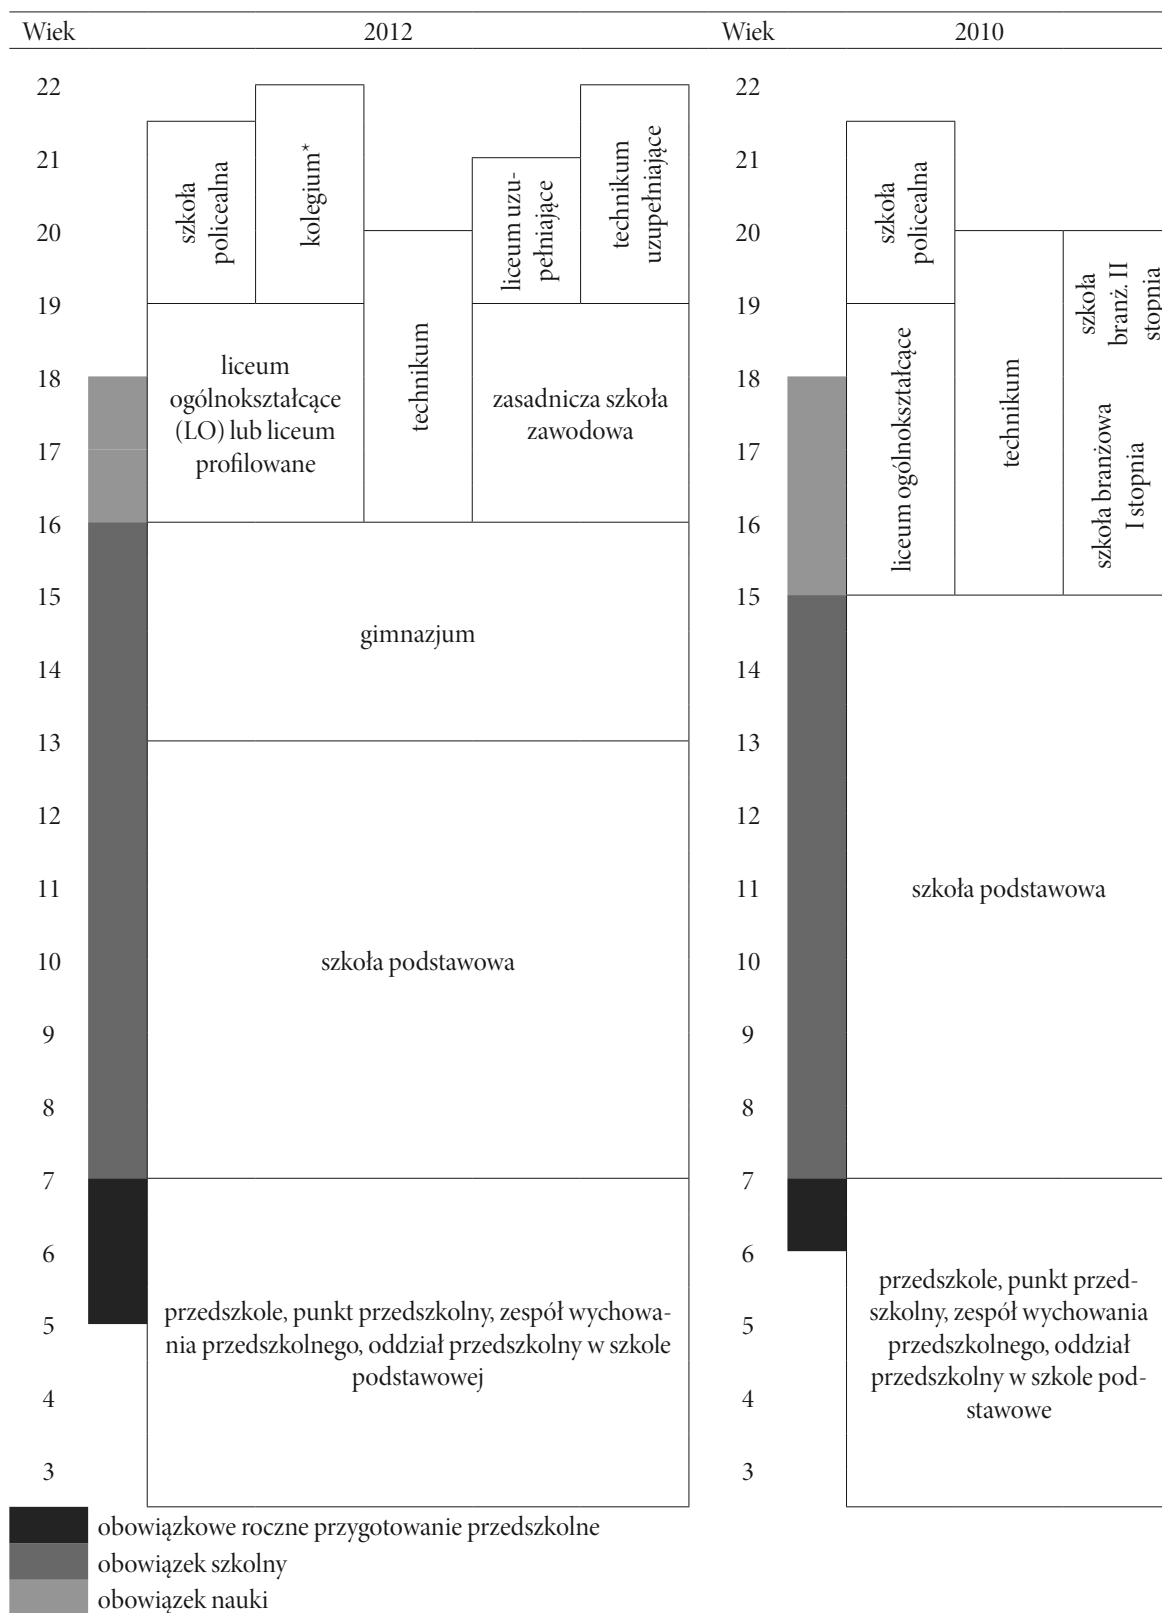 Wiek 2012 Wiek 2010
22 22
21 21
20 20
19 19
18 18
17 17
16 16
15 15
14 14
13 13
12 12
11 11
10 10
9 9
8 8
7 7
6 6
5 5
4 4
3 3
szkoła
policealna
kolegium*
liceum uzu-
pełniające
technikum
uzupełniające
liceum
ogólnokształcące
(LO) lub liceum
profilowane
technikum
zasadnicza szkoła
zawodowa
gimnazjum
szkoła podstawowa
przedszkole, punkt przedszkolny, zespół wychowa-
nia przedszkolnego, oddział przedszkolny w szkole
podstawowej
szkoła
policealna
liceum ogólnokształcące
technikum
szkoła
branż. II
stopnia
szkoła branżowa
I stopnia
szkoła podstawowa
przedszkole, punkt przed-
szkolny, zespół wychowania
przedszkolnego, oddział
przedszkolny w szkole pod-
stawowe
obowiązkowe roczne przygotowanie przedszkolne
obowiązek szkolny
obowiązek nauki